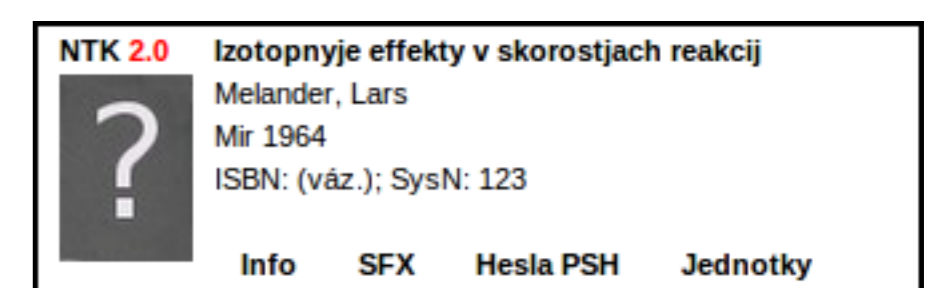 NTK 2.0 Izotopnyje effekty v skorostjach reakcij
Melander, Lars
Mir 1964
?
ISBN: (váz.); SysN: 123
Info SFX Hesla PSH Jednotky